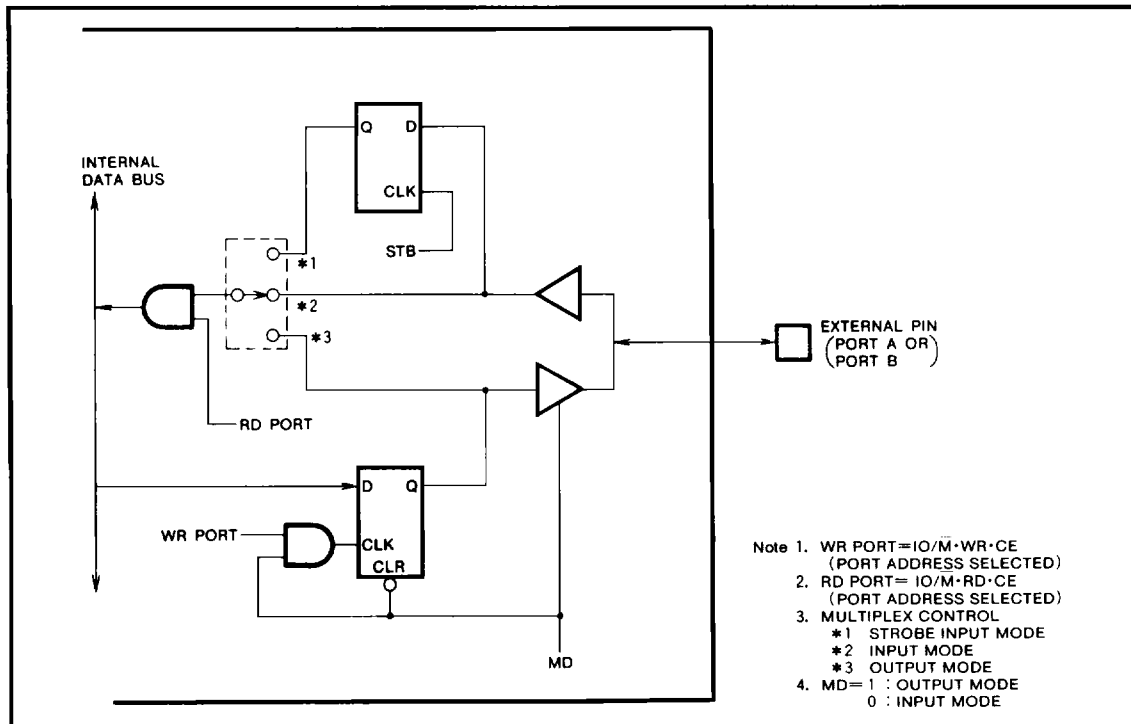 INTERNAL
DATA BUS
Q D
CLK
STB
*1
*2
*3
RD PORT
EXTERNAL PIN
(PORT A OR)
(PORT B
D Q
WR PORT
CLK
CLR
MD
Note 1. WR PORT=IO/M̅·WR·CE
(PORT ADDRESS SELECTED)
2. RD PORT= IO/M̅·RD·CE
(PORT ADDRESS SELECTED)
3. MULTIPLEX CONTROL
*1 STROBE INPUT MODE
*2 INPUT MODE
*3 OUTPUT MODE
4. MD=1 : OUTPUT MODE
0 : INPUT MODE